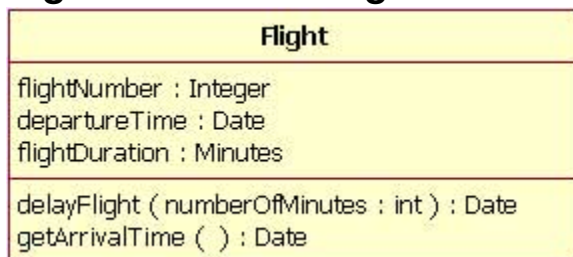 Flight
flightNumber : Integer
departureTime : Date
flightDuration : Minutes
delayFlight ( numberOfMinutes : int ) : Date
getArrivalTime ( ) : Date